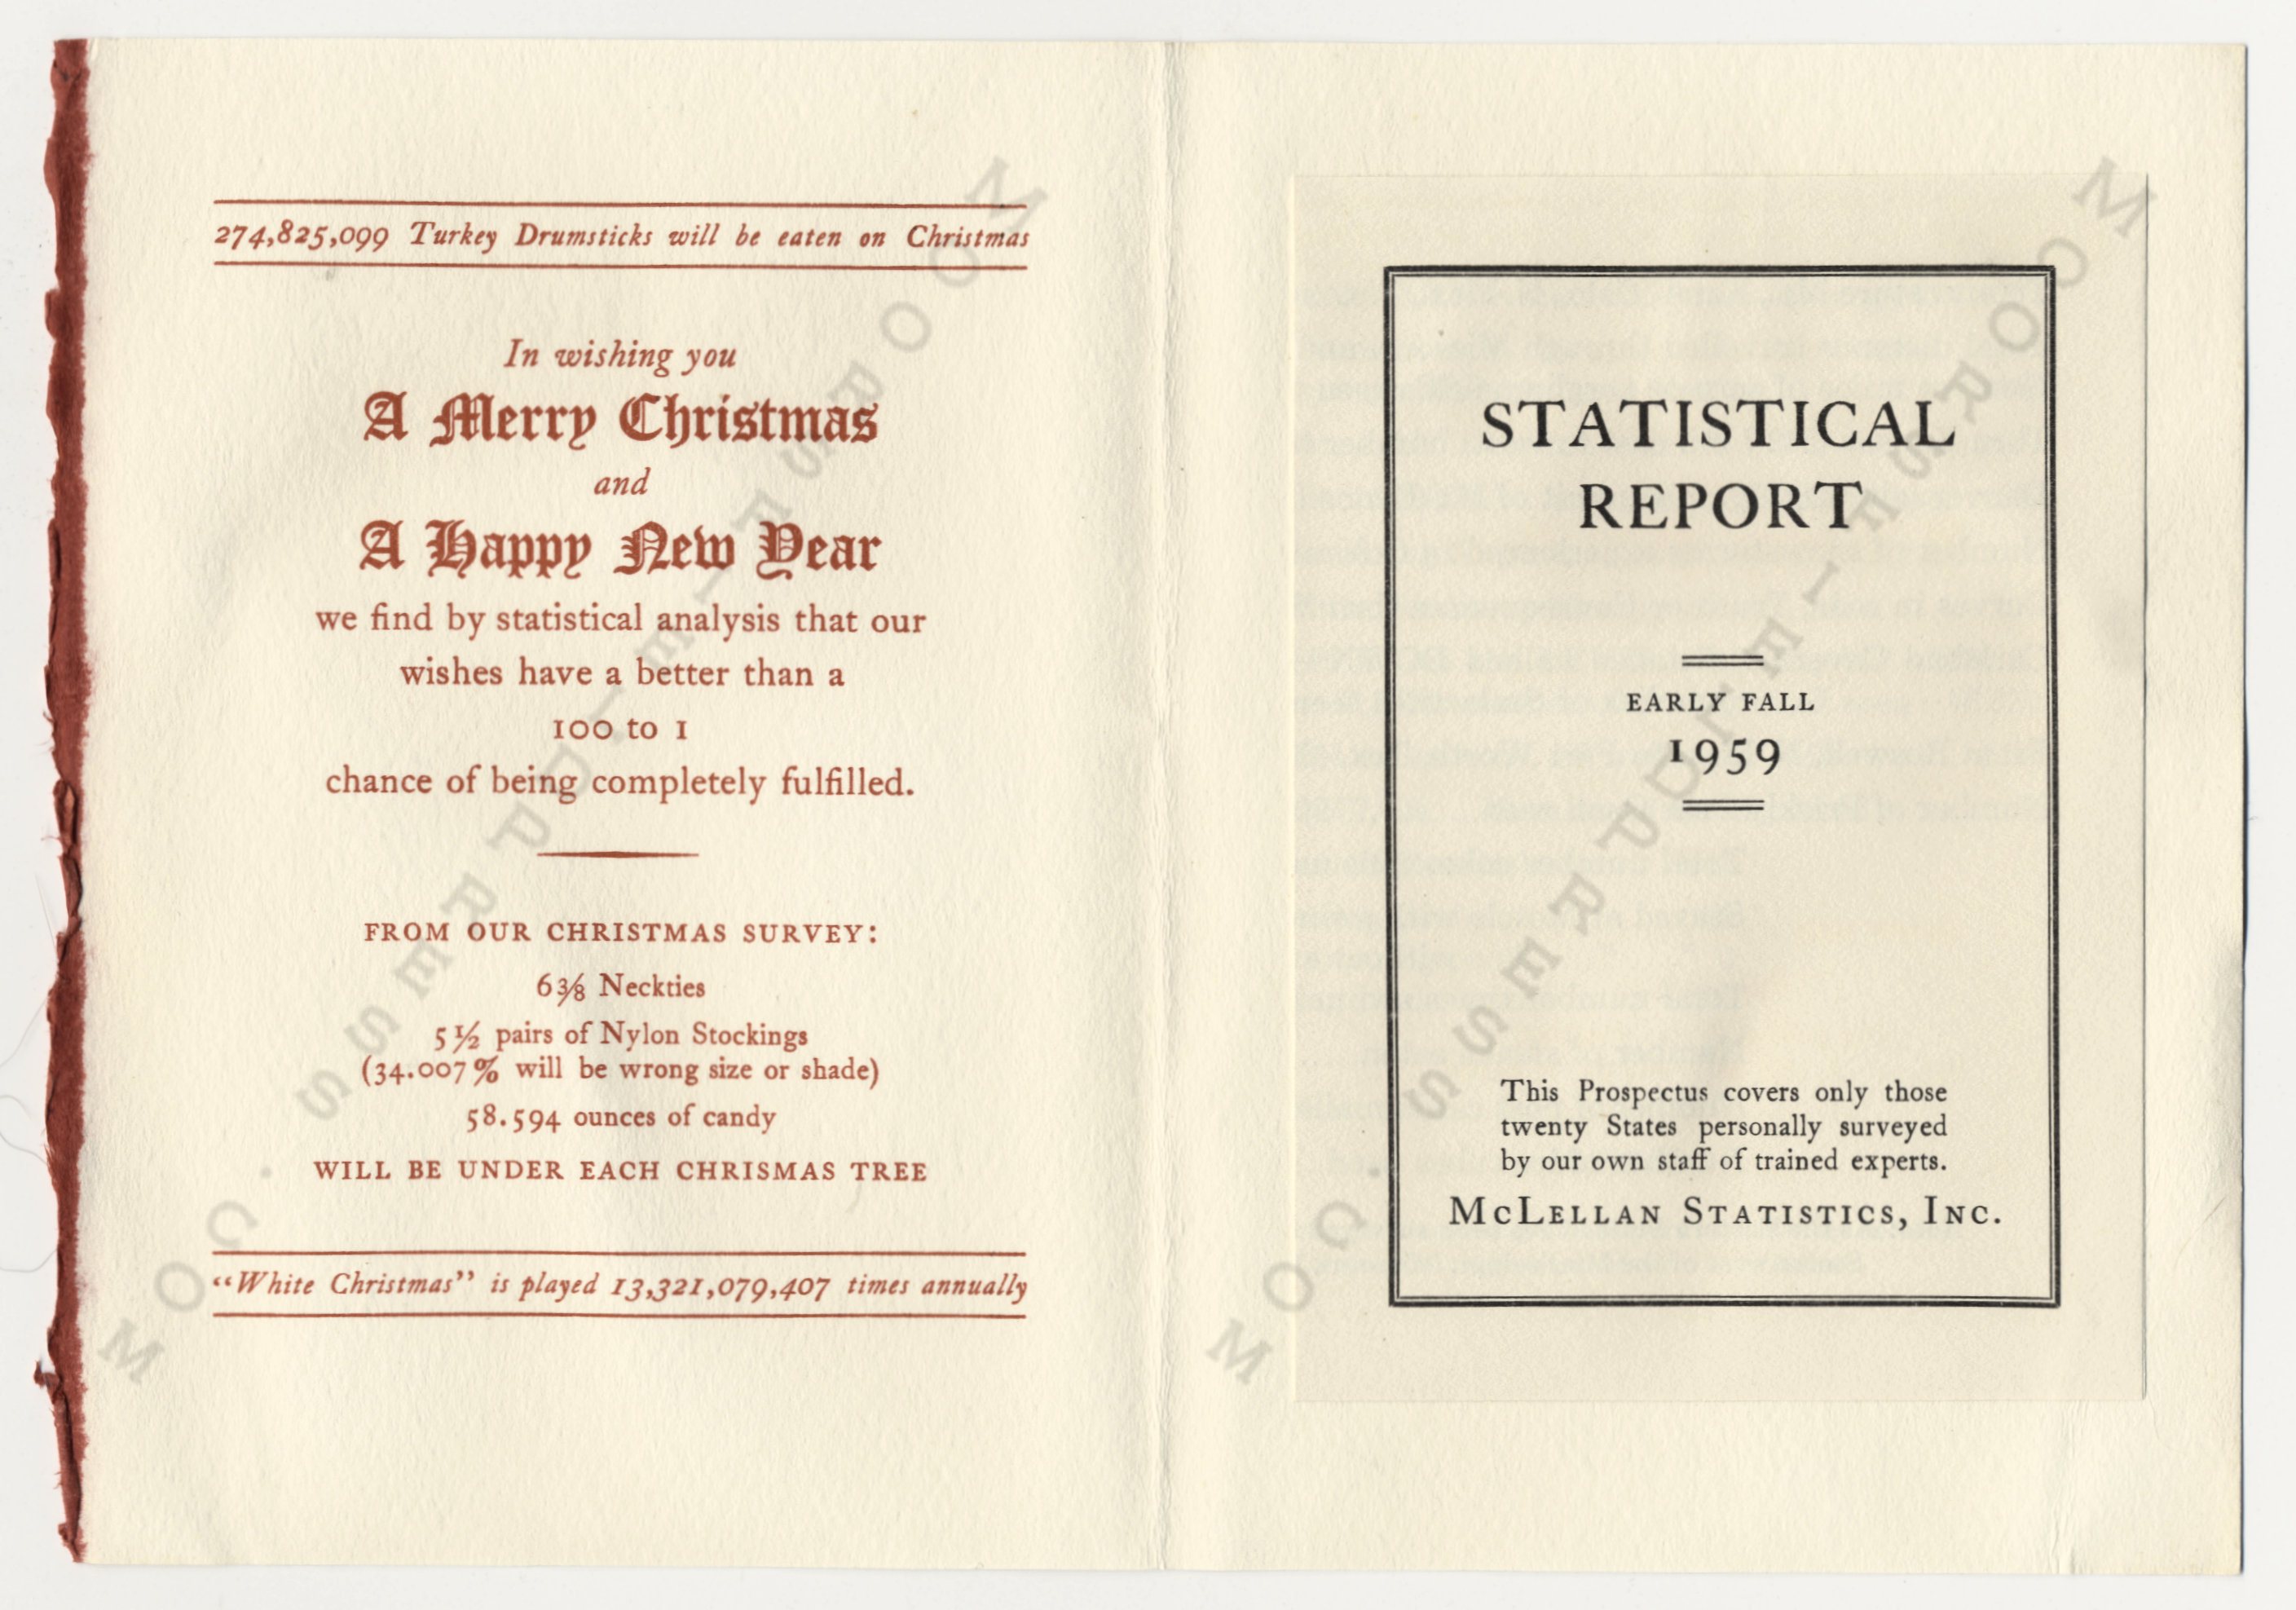 274,825,099 Turkey Drumsticks will be eaten on Christmas
In wishing you
A Merry Christmas
and
A Happy New Year
we find by statistical analysis that our
wishes have a better than a
100 to 1
chance of being completely fulfilled.
FROM OUR CHRISTMAS SURVEY:
6⅜ Neckties
5½ pairs of Nylon Stockings
(34.007% will be wrong size or shade)
58.594 ounces of candy
WILL BE UNDER EACH CHRISMAS TREE
“White Christmas” is played 13,321,079,407 times annually
STATISTICAL
REPORT
EARLY FALL
1959
This Prospectus covers only those
twenty States personally surveyed
by our own staff of trained experts.
McLellan Statistics, Inc.